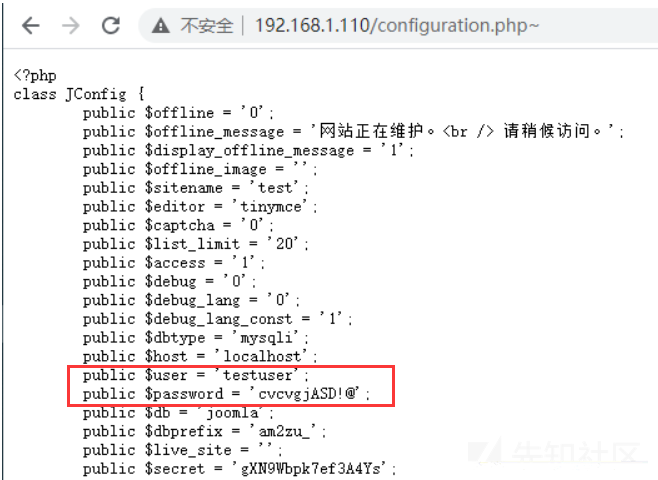 不安全 | 192.168.1.110/configuration.php~
<?php
class JConfig {
public $offline = '0';
public $offline_message = '网站正在维护。<br /> 请稍候访问。';
public $display_offline_message = '1';
public $offline_image = '';
public $sitename = 'test';
public $editor = 'tinymce';
public $captcha = '0';
public $list_limit = '20';
public $access = '1';
public $debug = '0';
public $debug_lang = '0';
public $debug_lang_const = '1';
public $dbtype = 'mysqli';
public $host = 'localhost';
public $user = 'testuser';
public $password = 'cvcvgjASD!@';
public $db = 'joomla';
public $dbprefix = 'am2zu_';
public $live_site = '';
public $secret = 'gXN9Wbpk7ef3A4Ys';
先知社区